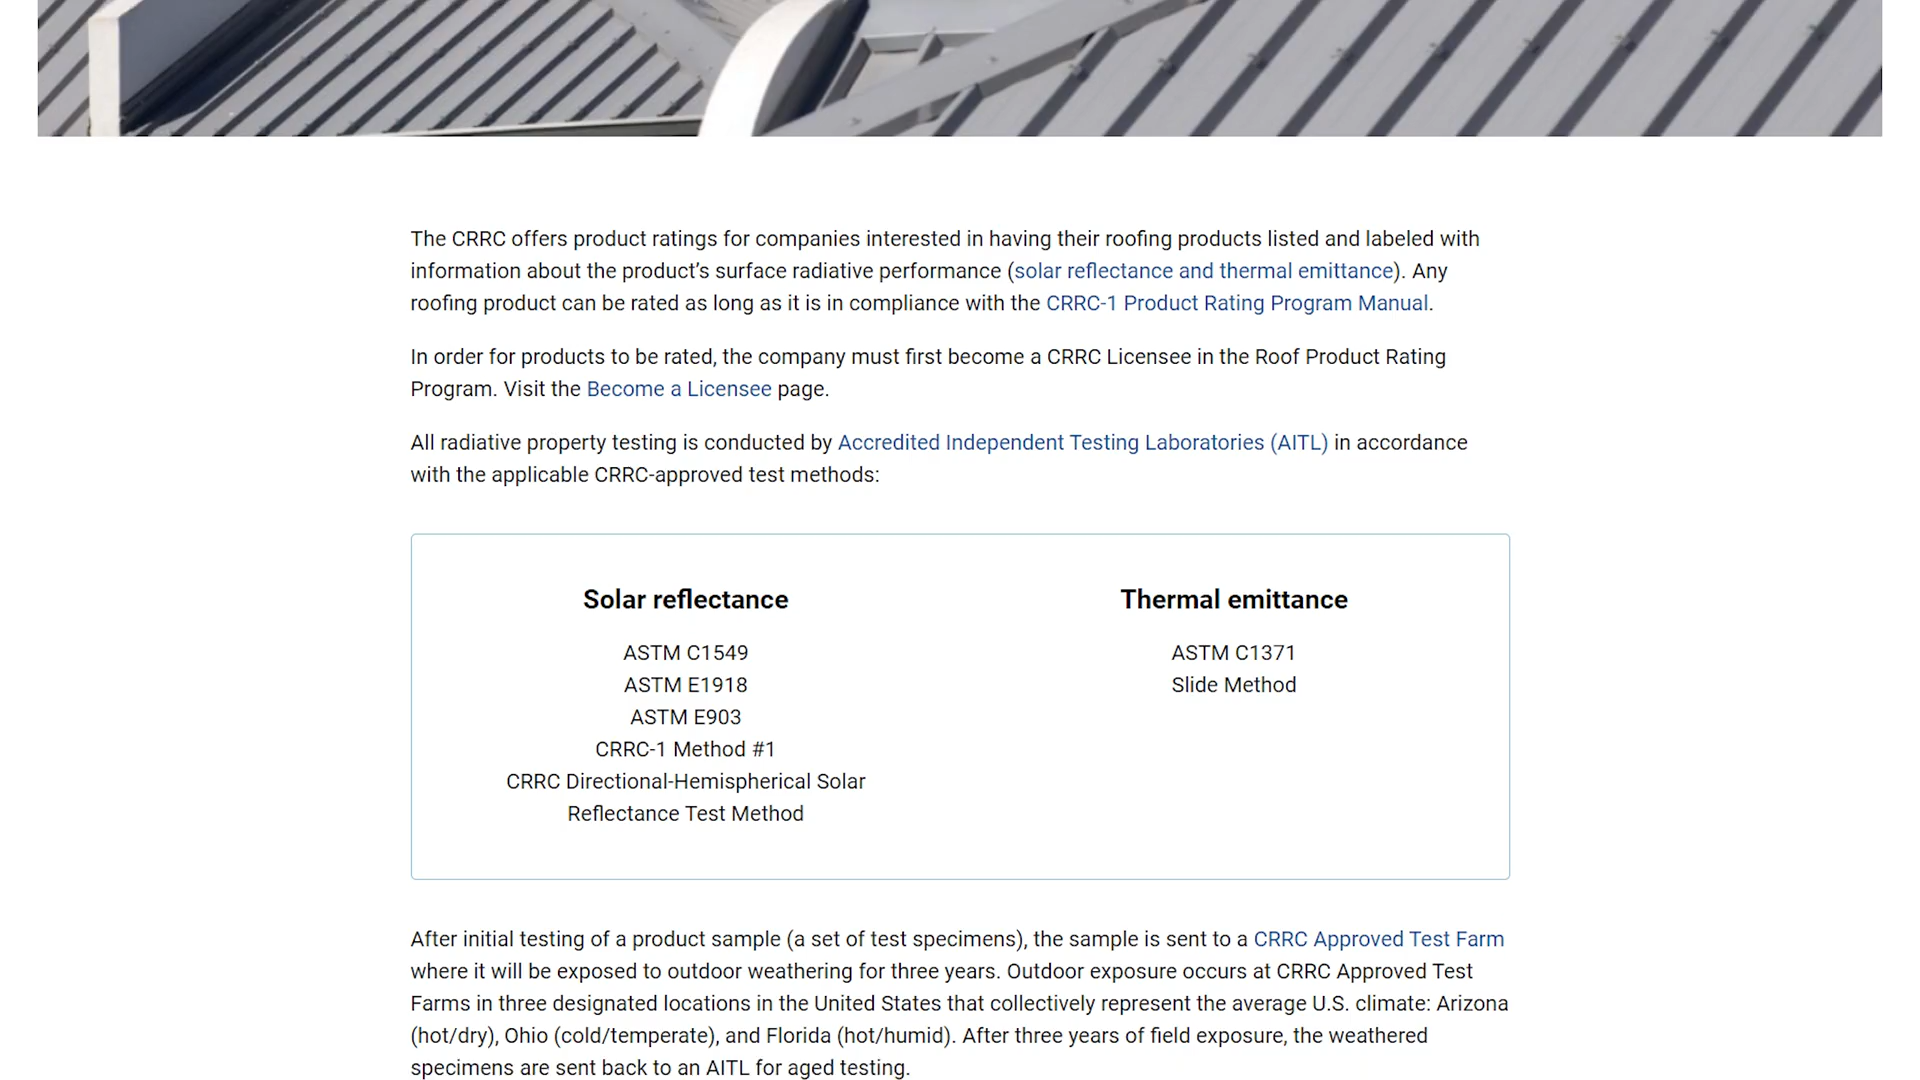 The CRRC offers product ratings for companies interested in having their roofing products listed and labeled with
information about the product’s surface radiative performance (solar reflectance and thermal emittance). Any
roofing product can be rated as long as it is in compliance with the CRRC-1 Product Rating Program Manual.
In order for products to be rated, the company must first become a CRRC Licensee in the Roof Product Rating
Program. Visit the Become a Licensee page.
All radiative property testing is conducted by Accredited Independent Testing Laboratories (AITL) in accordance
with the applicable CRRC-approved test methods:
Solar reflectance
ASTM C1549
ASTM E1918
ASTM E903
CRRC-1 Method #1
CRRC Directional-Hemispherical Solar
Reflectance Test Method
Thermal emittance
ASTM C1371
Slide Method
After initial testing of a product sample (a set of test specimens), the sample is sent to a CRRC Approved Test Farm
where it will be exposed to outdoor weathering for three years. Outdoor exposure occurs at CRRC Approved Test
Farms in three designated locations in the United States that collectively represent the average U.S. climate: Arizona
(hot/dry), Ohio (cold/temperate), and Florida (hot/humid). After three years of field exposure, the weathered
specimens are sent back to an AITL for aged testing.